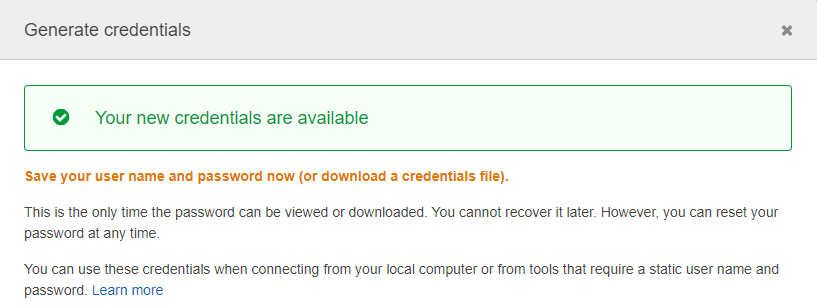 Generate credentials
Your new credentials are available
Save your user name and password now (or download a credentials file).
This is the only time the password can be viewed or downloaded. You cannot recover it later. However, you can reset your
password at any time.
You can use these credentials when connecting from your local computer or from tools that require a static user name and
password. Learn more